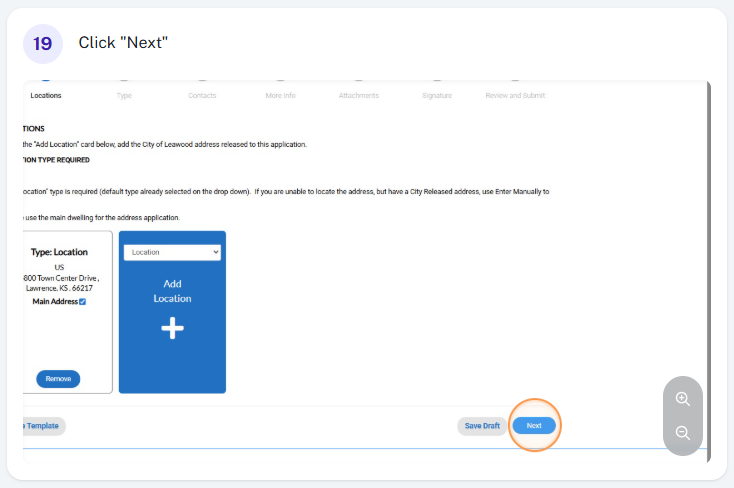 19 Click "Next"
Locations Type Contacts More Info Attachments Signature Review and Submit
TIONS
the "Add Location" card below, add the City of Leawood address released to this application.
ION TYPE REQUIRED
ocation" type is required (default type already selected on the drop down). If you are unable to locate the address, but have a City Released address, use Enter Manually to
use the main dwelling for the address application.
Type: Location
US
800 Town Center Drive ,
Lawrence, KS , 66217
Main Address
Remove
Location
Add
Location
Template
Save Draft Next